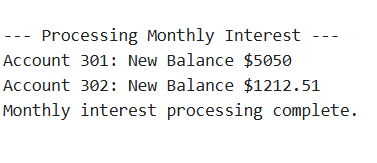 --- Processing Monthly Interest ---
Account 301: New Balance $5050
Account 302: New Balance $1212.51
Monthly interest processing complete.